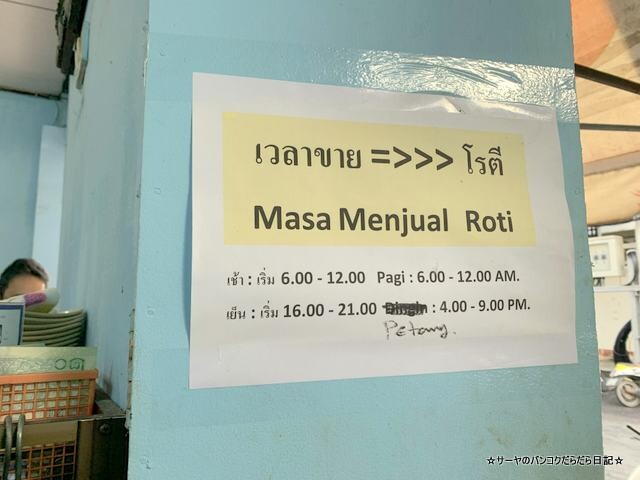 เวลาขาย =>>> โรตี
Masa Menjual Roti
เช้า : เริ่ม 6.00 - 12.00 Pagi : 6.00 - 12.00 AM.
เย็น : เริ่ม 16.00 - 21.00 : 4.00 - 9.00 PM.
Petang.
☆サーヤのバンコクだらだら日記☆